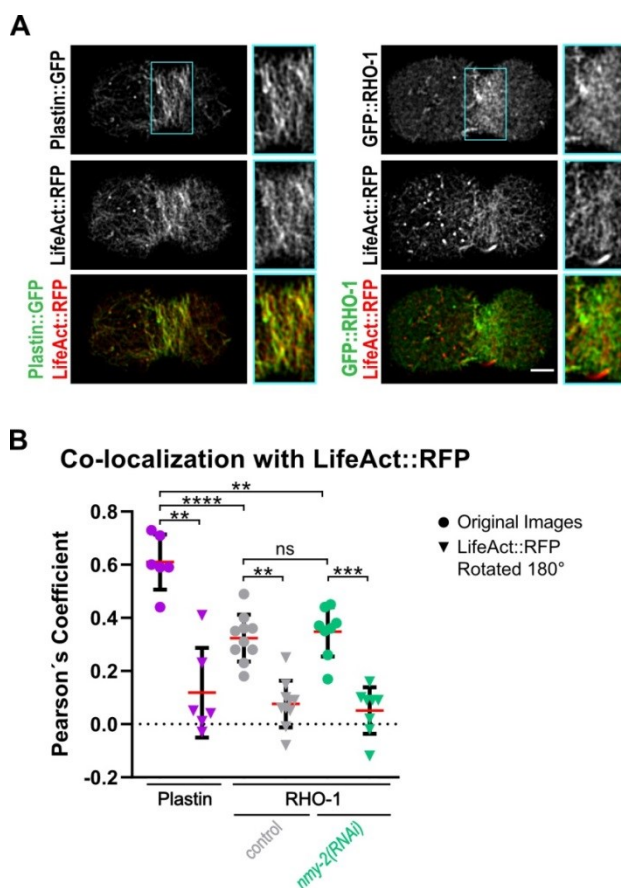 A
Plastin::GFP
LifeAct::RFP
Plastin::GFP
LifeAct::RFP
GFP::RHO-1
LifeAct::RFP
GFP::RHO-1
LifeAct::RFP
B
Co-localization with LifeAct::RFP
**
****
**
ns
**
***
Original Images
LifeAct::RFP
Rotated 180°
Pearson´s Coefficient
0.8
0.6
0.4
0.2
0.0
-0.2
Plastin
RHO-1
control
nmy-2(RNAi)